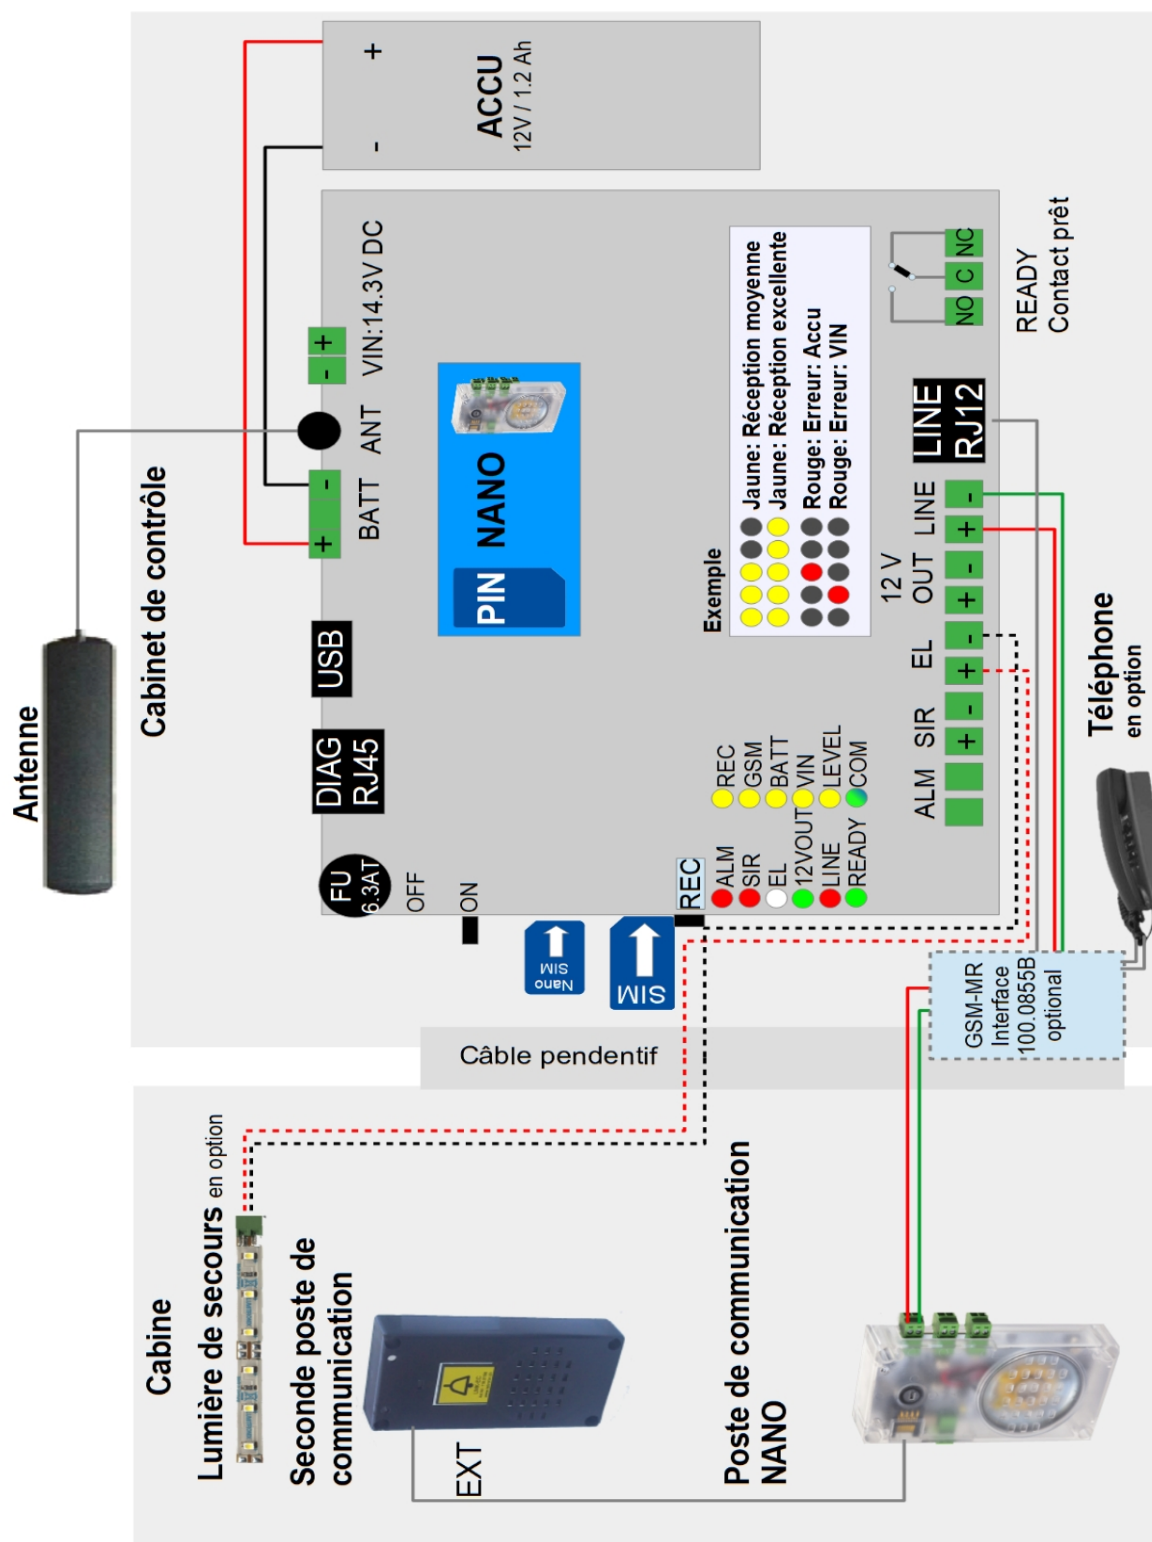 Antenne
Cabinet de contrôle
ACCU
12V / 1.2 Ah
+
-
FU
6.3AT
DIAG
RJ45
USB
+
-
BATT
ANT
-
+
VIN:14.3V DC
OFF
ON
Nano
SIM
SIM
REC
PIN
NANO
Exemple
Jaune: Réception moyenne
Jaune: Réception excellente
Rouge: Erreur: Accu
Rouge: Erreur: VIN
ALM
REC
SIR
GSM
EL
BATT
12VOUT
VIN
LINE
LEVEL
READY
COM
ALM
SIR
EL
12 V
OUT
LINE
+
-
+
-
+
-
+
-
LINE
RJ12
NO
C
NC
READY
Contact prêt
Téléphone
en option
GSM-MR
Interface
100.0855B
optional
Câble pendentif
Cabine
Lumière de secours en option
Seconde poste de
communication
EXT
Poste de communication
NANO